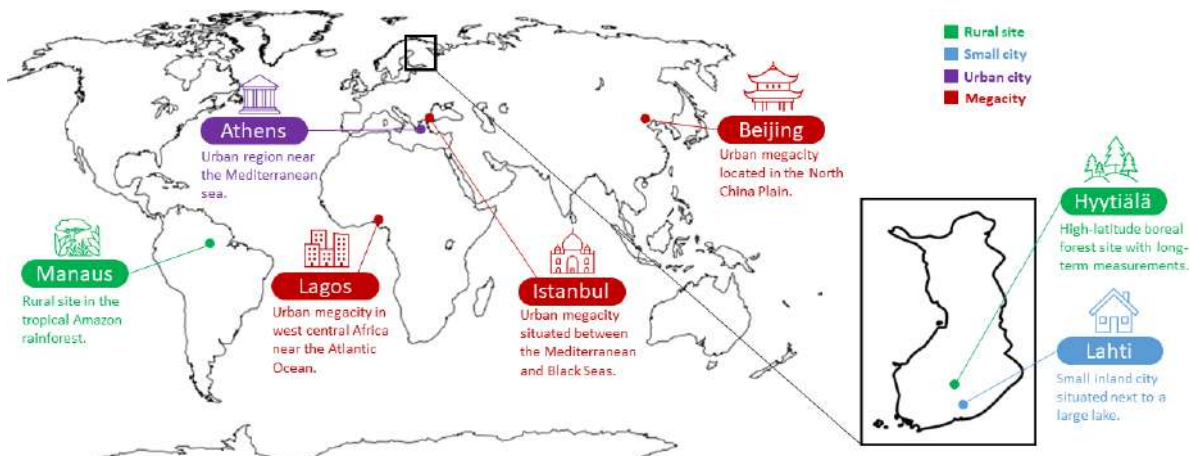 Rural site
Small city
Urban city
Megacity
Athens
Urban region near
the Mediterranean
sea.
Beijing
Urban megacity
located in the North
China Plain.
Hyytiälä
High-latitude boreal
forest site with long-
term measurements.
Manaus
Rural site in the
tropical Amazon
rainforest.
Lagos
Urban megacity in
west central Africa
near the Atlantic
Ocean.
Istanbul
Urban megacity
situated between
the Mediterranean
and Black Seas.
Lahti
Small inland city
situated next to a
large lake.